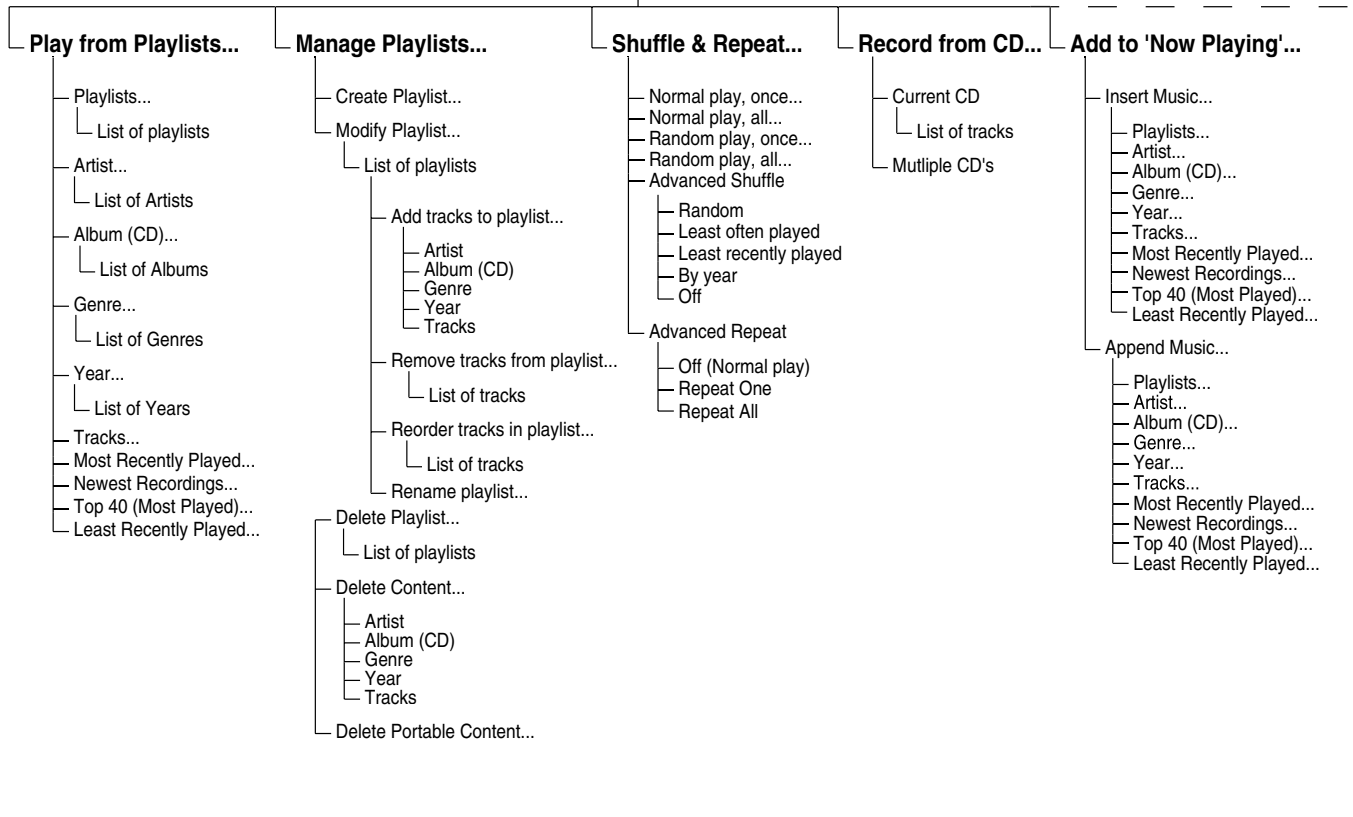 Play from Playlists...
Playlists...
List of playlists
Artist...
List of Artists
Album (CD)...
List of Albums
Genre...
List of Genres
Year...
List of Years
Tracks...
Most Recently Played...
Newest Recordings...
Top 40 (Most Played)...
Least Recently Played...
Manage Playlists...
Create Playlist...
Modify Playlist...
List of playlists
Add tracks to playlist...
Artist
Album (CD)
Genre
Year
Tracks
Remove tracks from playlist...
List of tracks
Reorder tracks in playlist...
List of tracks
Rename playlist...
Delete Playlist...
List of playlists
Delete Content...
Artist
Album (CD)
Genre
Year
Tracks
Delete Portable Content...
Shuffle & Repeat...
Normal play, once...
Normal play, all...
Random play, once...
Random play, all...
Advanced Shuffle
Random
Least often played
Least recently played
By year
Off
Advanced Repeat
Off (Normal play)
Repeat One
Repeat All
Record from CD...
Current CD
List of tracks
Mutliple CD's
Add to 'Now Playing'...
Insert Music...
Playlists...
Artist...
Album (CD)...
Genre...
Year...
Tracks...
Most Recently Played...
Newest Recordings...
Top 40 (Most Played)...
Least Recently Played...
Append Music...
Playlists...
Artist...
Album (CD)...
Genre...
Year...
Tracks...
Most Recently Played...
Newest Recordings...
Top 40 (Most Played)...
Least Recently Played...